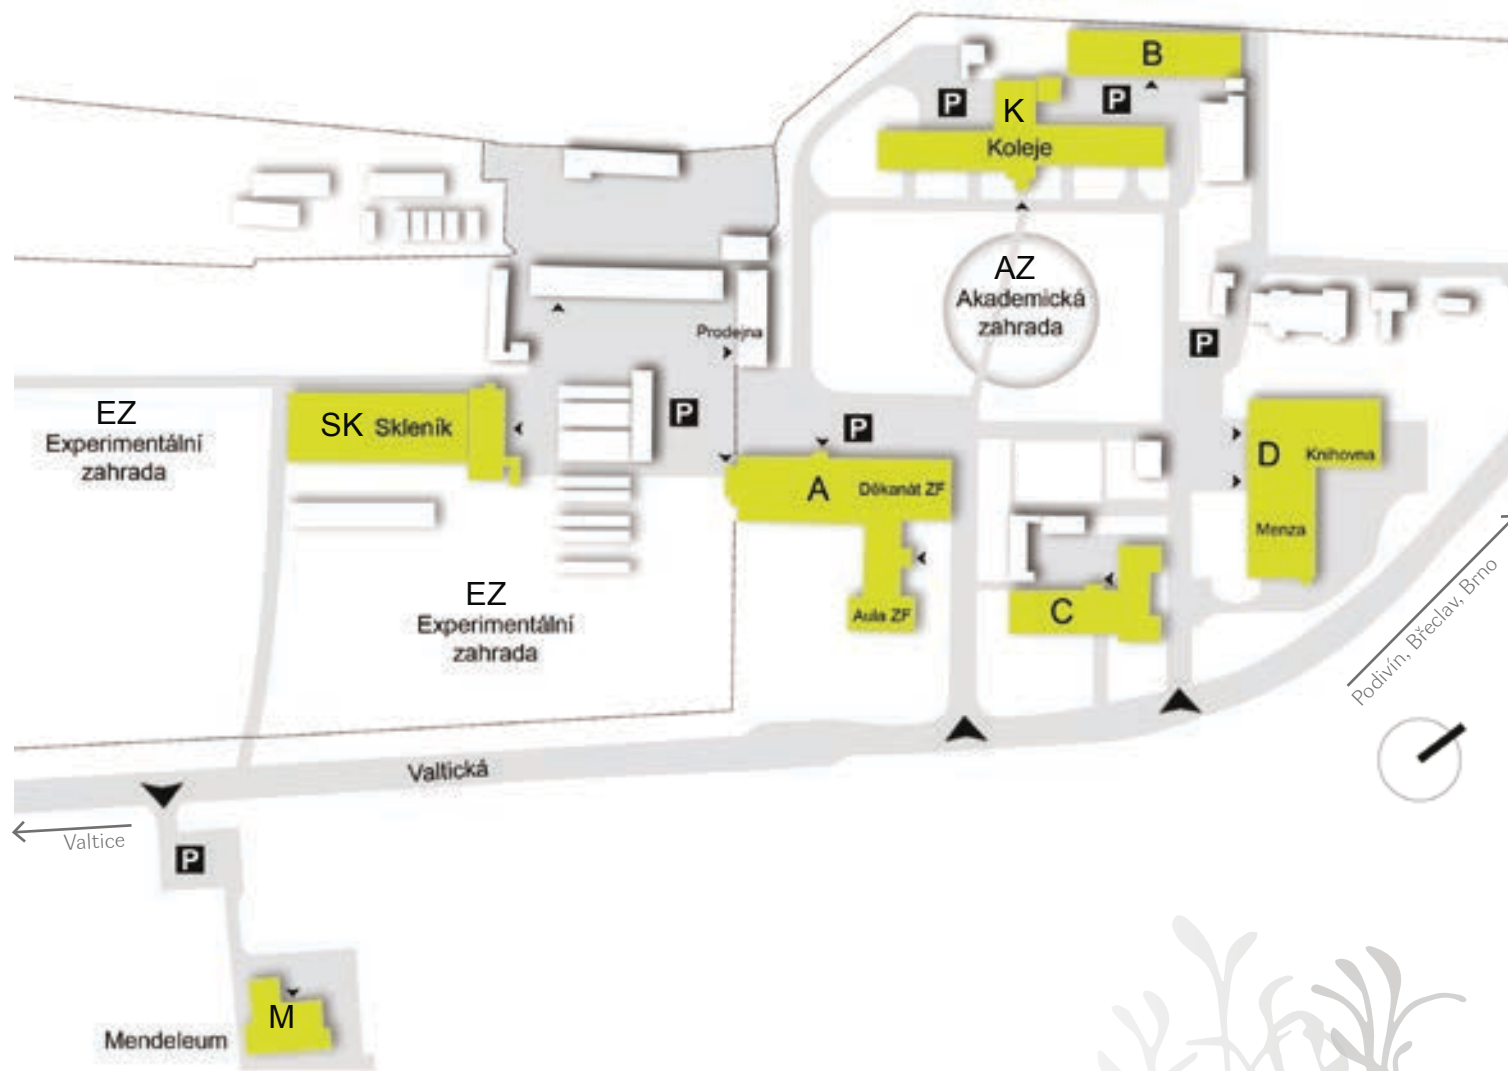 B
P
P
K
Koleje
AZ
Akademická
zahrada
Prodejna
P
EZ
Experimentální
zahrada
SK Skleník
P
P
A Děkanát ZF
D Knihovna
Menza
EZ
Experimentální
zahrada
Aula ZF
C
Podivín, Břeclav, Brno
Valtická
Valtice
P
M
Mendeleum